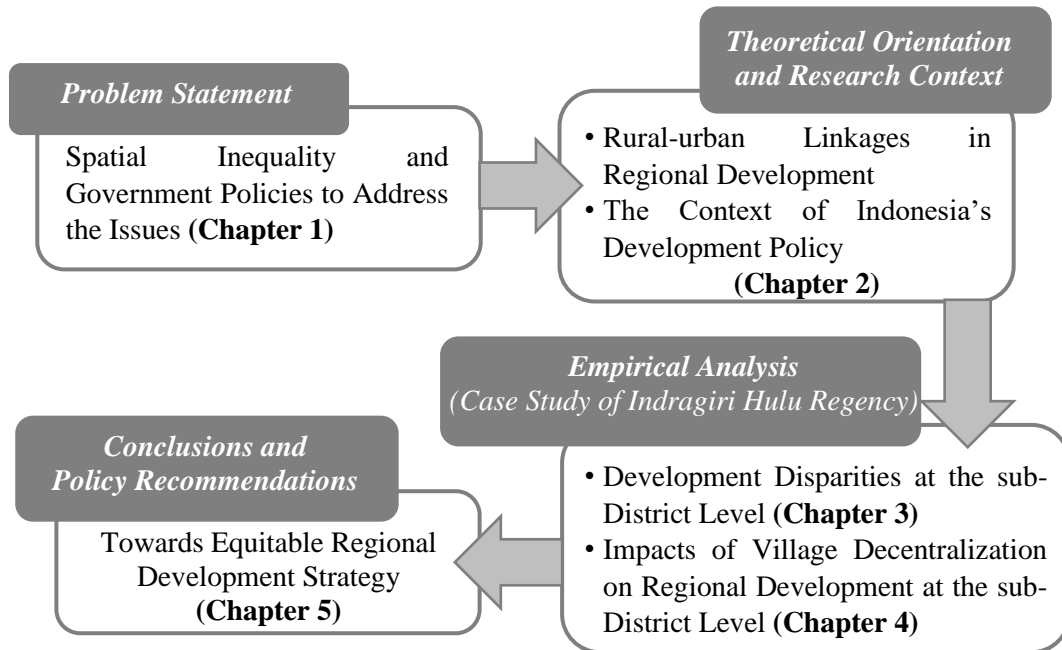 Problem Statement
Spatial Inequality and
Government Policies to Address
the Issues (Chapter 1)
Theoretical Orientation
and Research Context
• Rural-urban Linkages in
Regional Development
• The Context of Indonesia's
Development Policy
(Chapter 2)
Empirical Analysis
(Case Study of Indragiri Hulu Regency)
• Development Disparities at the sub-
District Level (Chapter 3)
• Impacts of Village Decentralization
on Regional Development at the sub-
District Level (Chapter 4)
Conclusions and
Policy Recommendations
Towards Equitable Regional
Development Strategy
(Chapter 5)